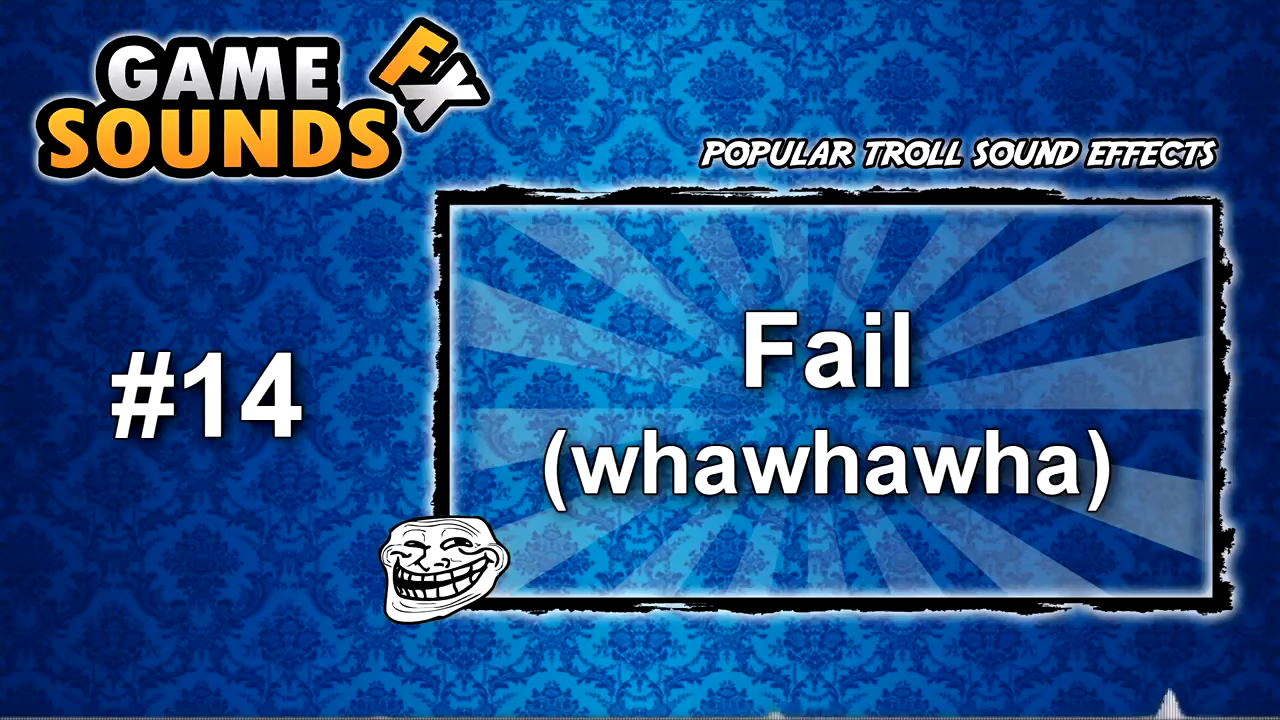 GAME
SOUNDS
FX
POPULAR TROLL SOUND EFFECTS
#14
Fail
(whawhawha)